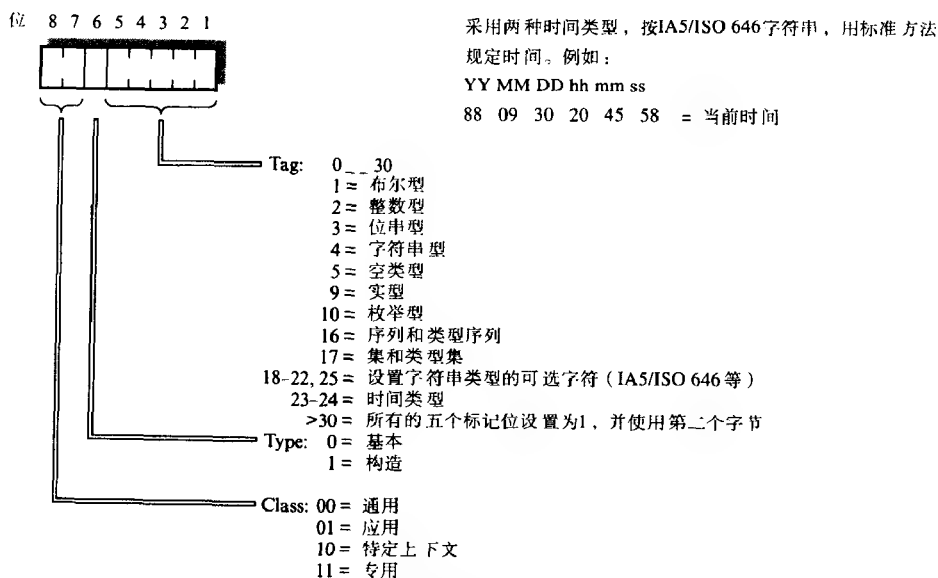 位 8 7 6 5 4 3 2 1
采用两种时间类型，按IA5/ISO 646字符串，用标准方法
规定时间。例如：
YY MM DD hh mm ss
88 09 30 20 45 58 = 当前时间
Tag: 0__30
1= 布尔型
2= 整数型
3= 位串型
4= 字符串型
5= 空类型
9= 实型
10= 枚举型
16= 序列和类型序列
17= 集和类型集
18-22, 25= 设置字符串类型的可选字符（IA5/ISO 646等）
23-24= 时间类型
>30= 所有的五个标记位设置为1，并使用第二个字节
Type: 0= 基本
1= 构造
Class: 00= 通用
01= 应用
10= 特定上下文
11= 专用